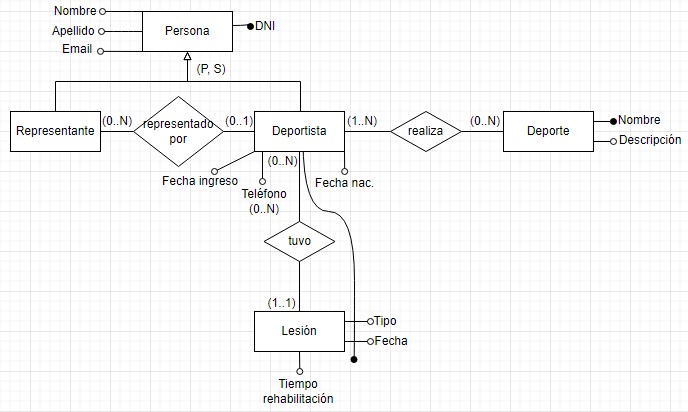 Nombre
Apellido
Email
Persona
DNI
(P, S)
Representante
(0..N)
representado
por
(0..1)
Deportista
(1..N)
realiza
(0..N)
Deporte
Nombre
Descripción
Fecha ingreso
(0..N)
Teléfono
(0..N)
Fecha nac.
tuvo
(1..1)
Lesión
Tipo
Fecha
Tiempo
rehabilitación